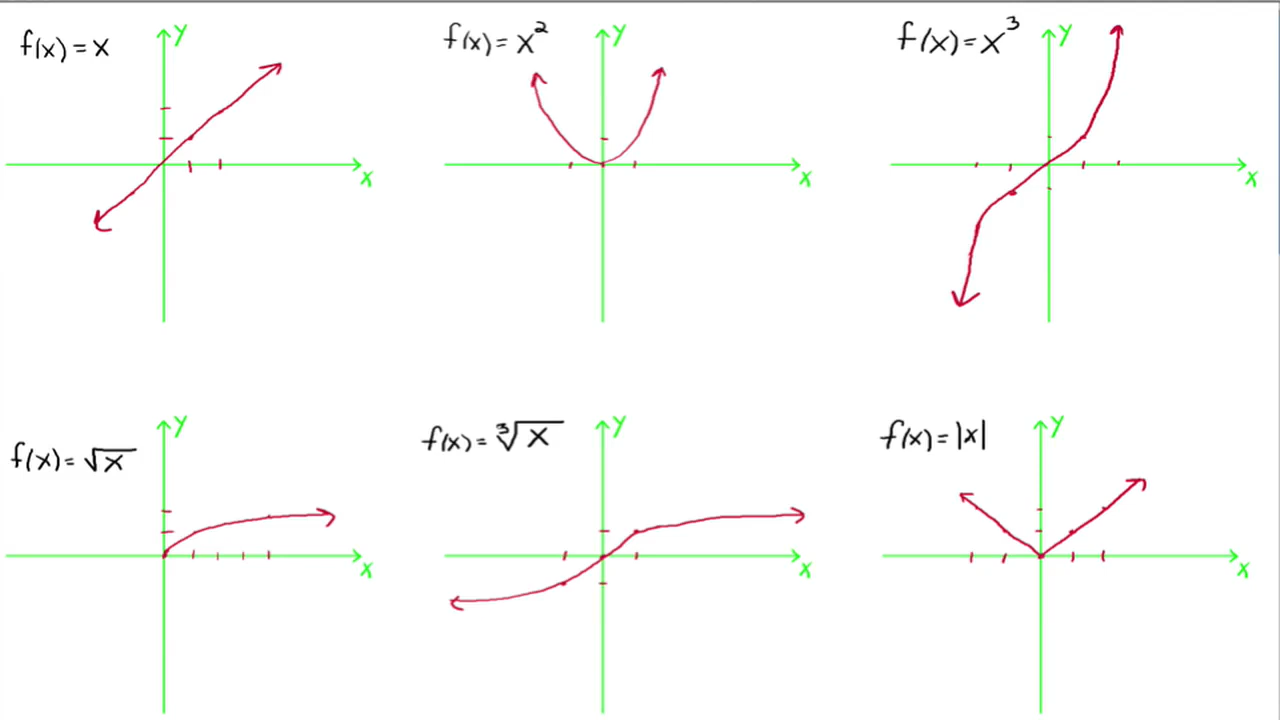 f(x) = x
y
x
f(x) = x²
y
x
f(x) = x³
y
x
f(x) = √x
y
x
f(x) = ∛x
y
x
f(x) = |x|
y
x